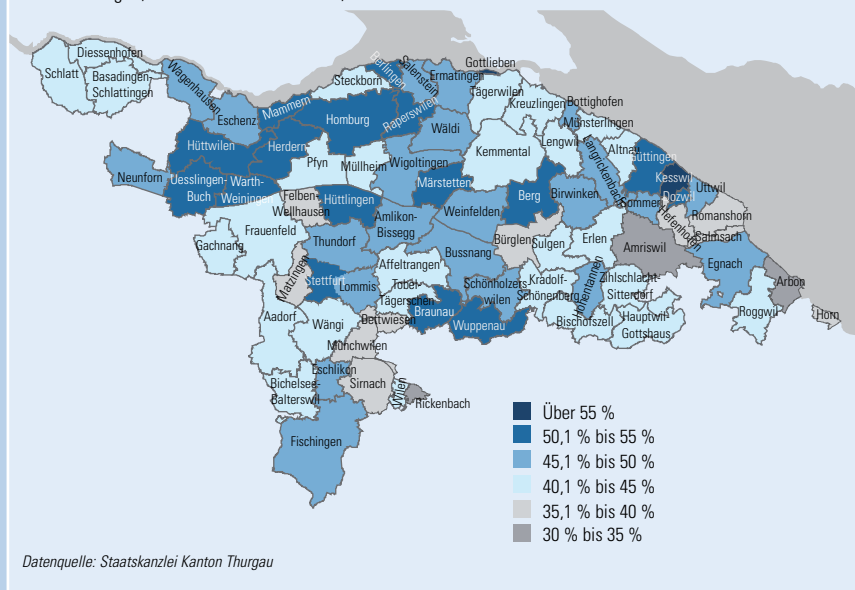 Gottlieben
Diessenhofen
Schlatt
Basadingen-
Schlattingen
Wagenhausen
Eschenz
Mammern
Steckborn
Berlingen
Salenstein
Ermatingen
Tägerwilen
Kreuzlingen
Bottighofen
Münsterlingen
Homburg
Raperswilen
Wäldi
Kemmental
Lengwil
Altnau
Langrickenbach
Güttingen
Kesswil
Dozwil
Uttwil
Hüttwilen
Herdern
Pfyn
Müllheim
Wigoltingen
Märstetten
Neunforn
Uesslingen-
Buch
Warth-
Weiningen
Felben-
Wellhausen
Hüttlingen
Amlikon-
Bissegg
Weinfelden
Berg
Birwinken
Sommeri
Hefenhofen
Romanshorn
Salmsach
Gachnang
Frauenfeld
Thundorf
Bussnang
Bürglen
Sulgen
Erlen
Amriswil
Egnach
Matzingen
Stettfurt
Lommis
Affeltrangen
Tobel-
Tägerschen
Schönholzers-
wilen
Kradolf-
Schönenberg
Hohentannen
Zihlschlacht-
Sitterdorf
Arbon
Roggwil
Horn
Aadorf
Wängi
Bettwiesen
Braunau
Wuppenau
Bischofszell
Hauptwil-
Gottshaus
Münchwilen
Eschlikon
Bichelsee-
Balterswil
Sirnach
Wilen
Rickenbach
Fischingen
Über 55 %
50,1 % bis 55 %
45,1 % bis 50 %
40,1 % bis 45 %
35,1 % bis 40 %
30 % bis 35 %
Datenquelle: Staatskanzlei Kanton Thurgau